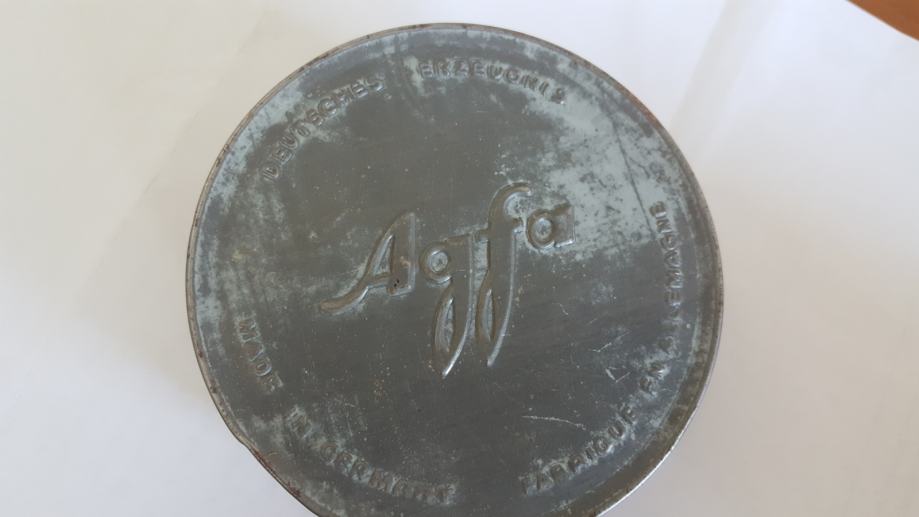 DEUTSCHES ERZEUGNIS
Agfa
MADE IN GERMANY
FABRIQUE EN ALLEMAGNE